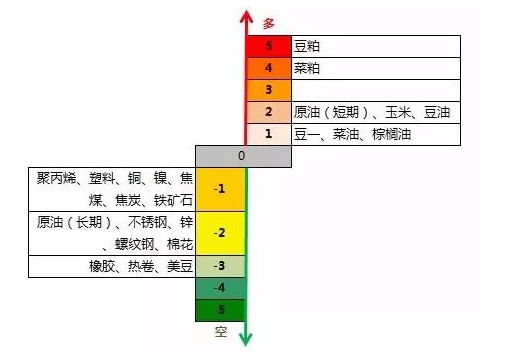 多
5 豆粕
4 菜粕
3
2 原油（短期）、玉米、豆油
1 豆一、菜油、棕榈油
0
聚丙烯、塑料、铜、镍、焦
煤、焦炭、铁矿石
-1
原油（长期）、不锈钢、锌
、螺纹钢、棉花
-2
橡胶、热卷、美豆 -3
-4
-5
空